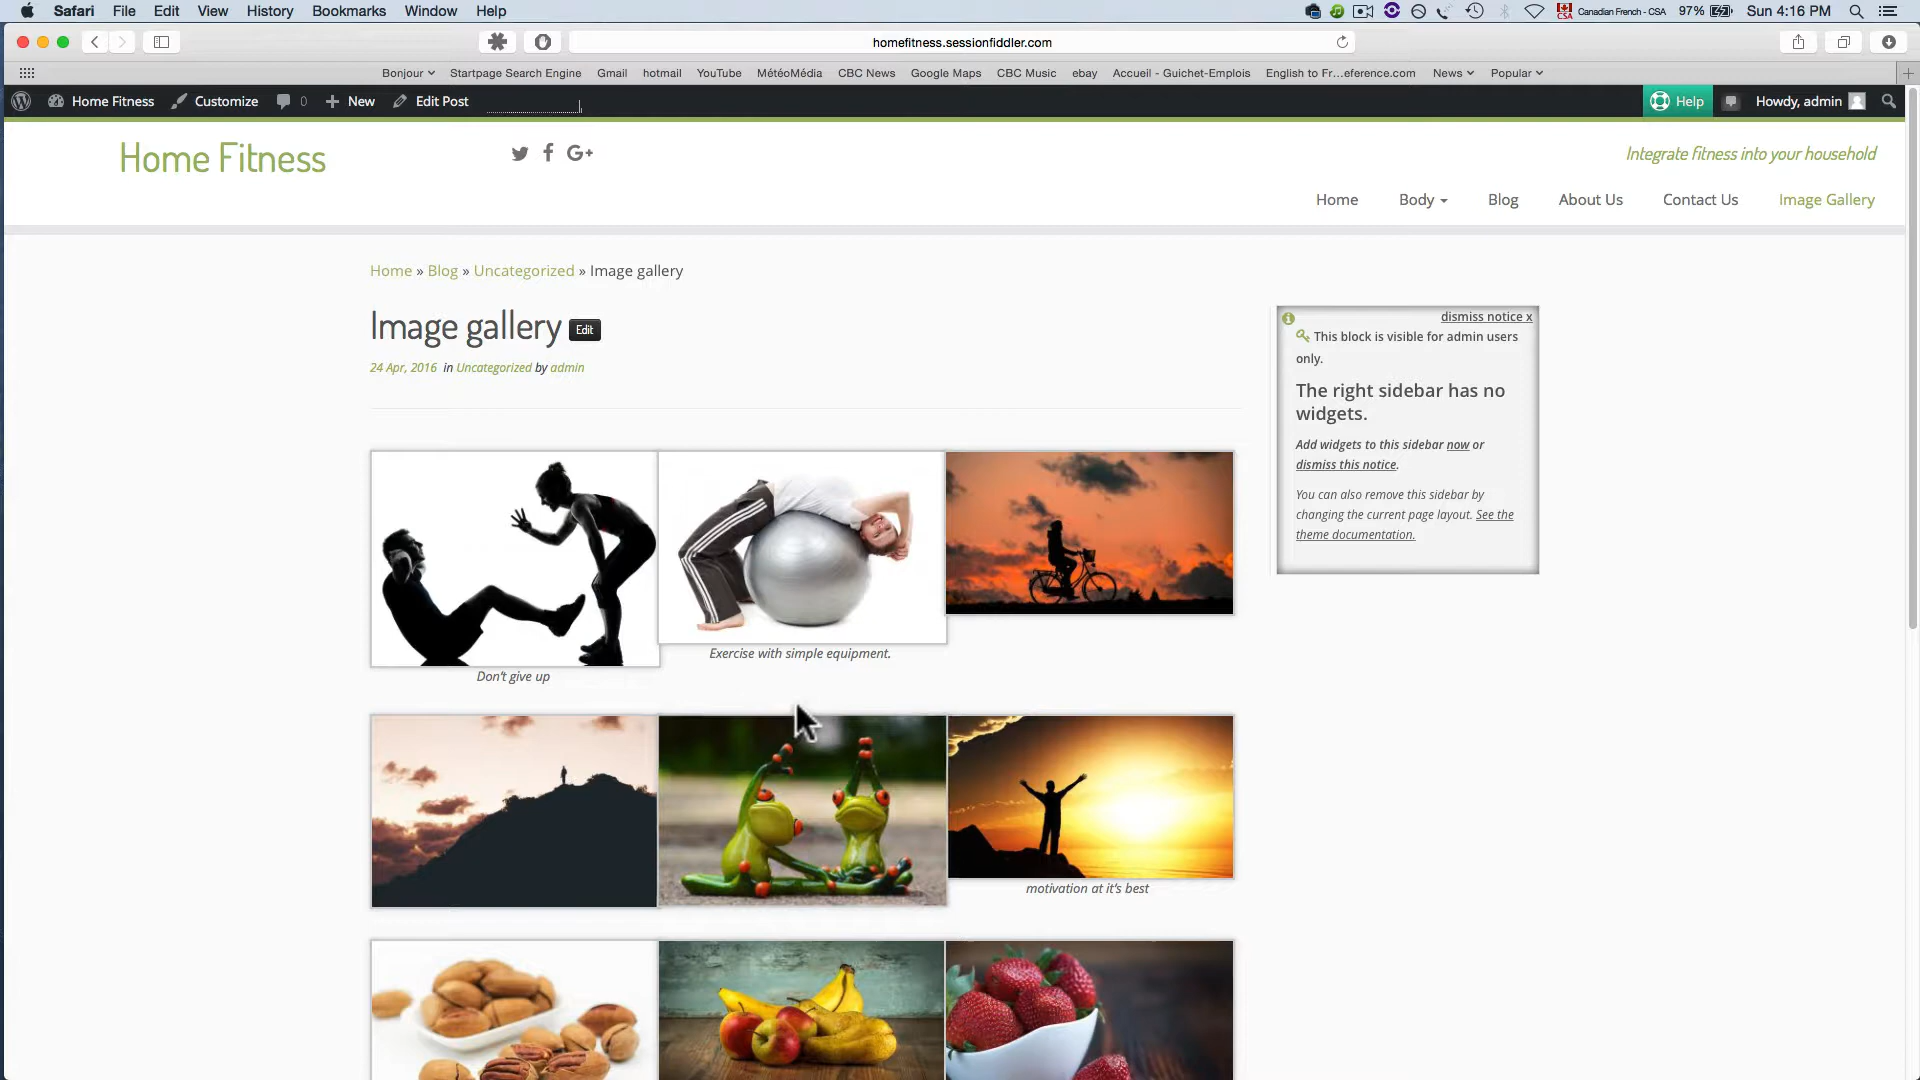 Safari File Edit View History Bookmarks Window Help
CSA Canadian French - CSA 97% Sun 4:16 PM
homefitness.sessionfiddler.com
Bonjour Startpage Search Engine Gmail hotmail YouTube MétéoMédia CBC News Google Maps CBC Music ebay Accueil - Guichet-Emplois English to Fr...eference.com News Popular
Home Fitness Customize 0 New Edit Post Help Howdy, admin
Home Fitness
G+
Integrate fitness into your household
Home Body Blog About Us Contact Us Image Gallery
Home » Blog » Uncategorized » Image gallery
Image gallery Edit
24 Apr, 2016 in Uncategorized by admin
dismiss notice x
This block is visible for admin users
only.
The right sidebar has no
widgets.
Add widgets to this sidebar now or
dismiss this notice.
You can also remove this sidebar by
changing the current page layout. See the
theme documentation.
Exercise with simple equipment.
Don't give up
motivation at it's best